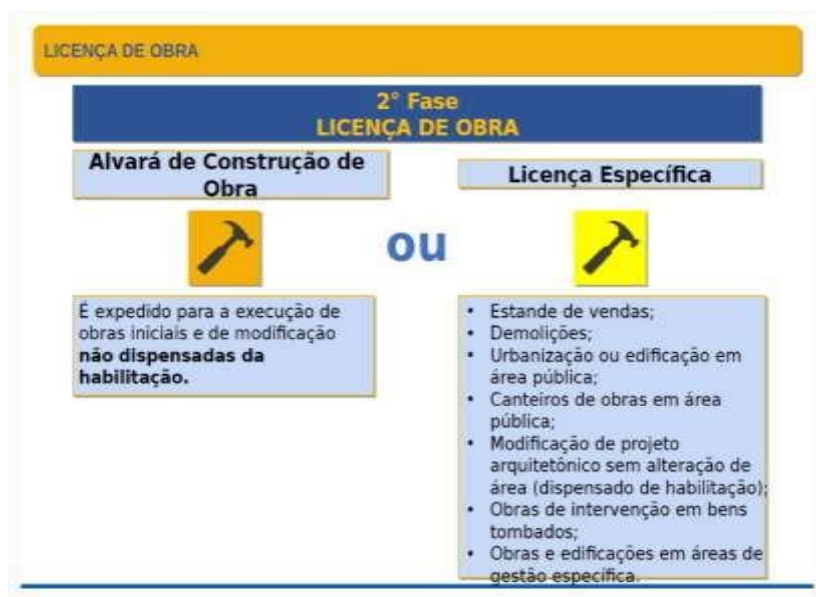 LICENÇA DE OBRA
2° Fase
LICENÇA DE OBRA
Alvará de Construção de
Obra
Licença Específica
ou
É expedido para a execução de
obras iniciais e de modificação
não dispensadas da
habilitação.
• Estande de vendas;
• Demolições;
• Urbanização ou edificação em
área pública;
• Canteiros de obras em área
pública;
• Modificação de projeto
arquitetônico sem alteração de
área (dispensado de habilitação);
• Obras de intervenção em bens
tombados;
• Obras e edificações em áreas de
gestão específica.